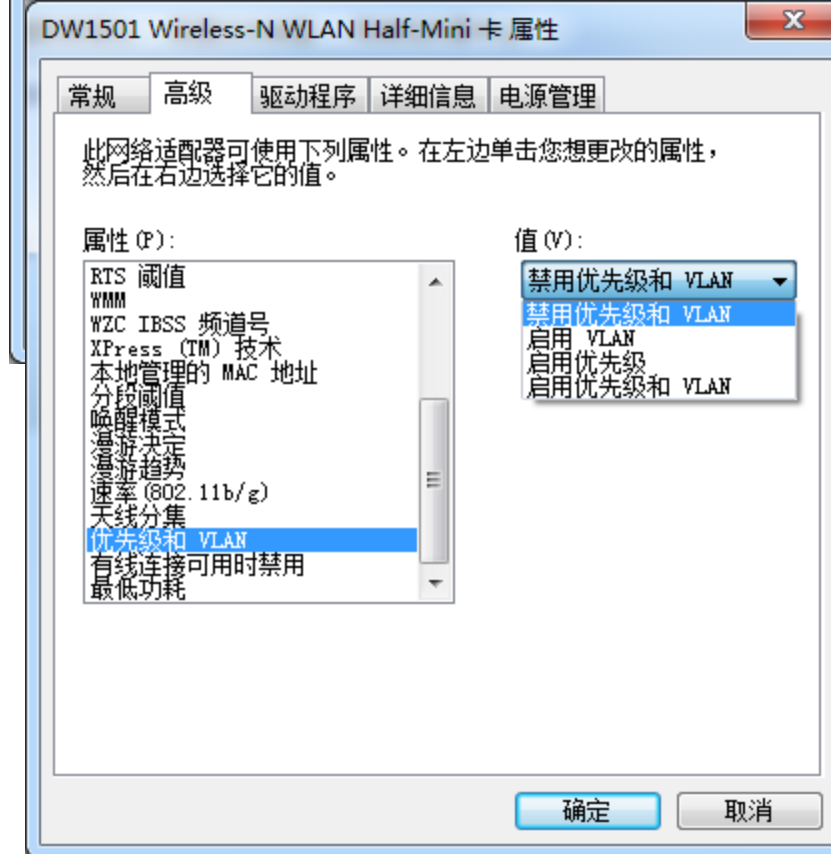 DW1501 Wireless-N WLAN Half-Mini 卡 属性
常规 高级 驱动程序 详细信息 电源管理
此网络适配器可使用下列属性。在左边单击您想更改的属性，
然后在右边选择它的值。
属性(P):
RTS 阈值
WMM
WZC IBSS 频道号
XPress (TM) 技术
本地管理的 MAC 地址
分段阈值
唤醒模式
漫游决定
漫游趋势
速率(802.11b/g)
天线分集
优先级和 VLAN
有线连接可用时禁用
最低功耗
值(V):
禁用优先级和 VLAN
禁用优先级和 VLAN
启用 VLAN
启用优先级
启用优先级和 VLAN
确定 取消